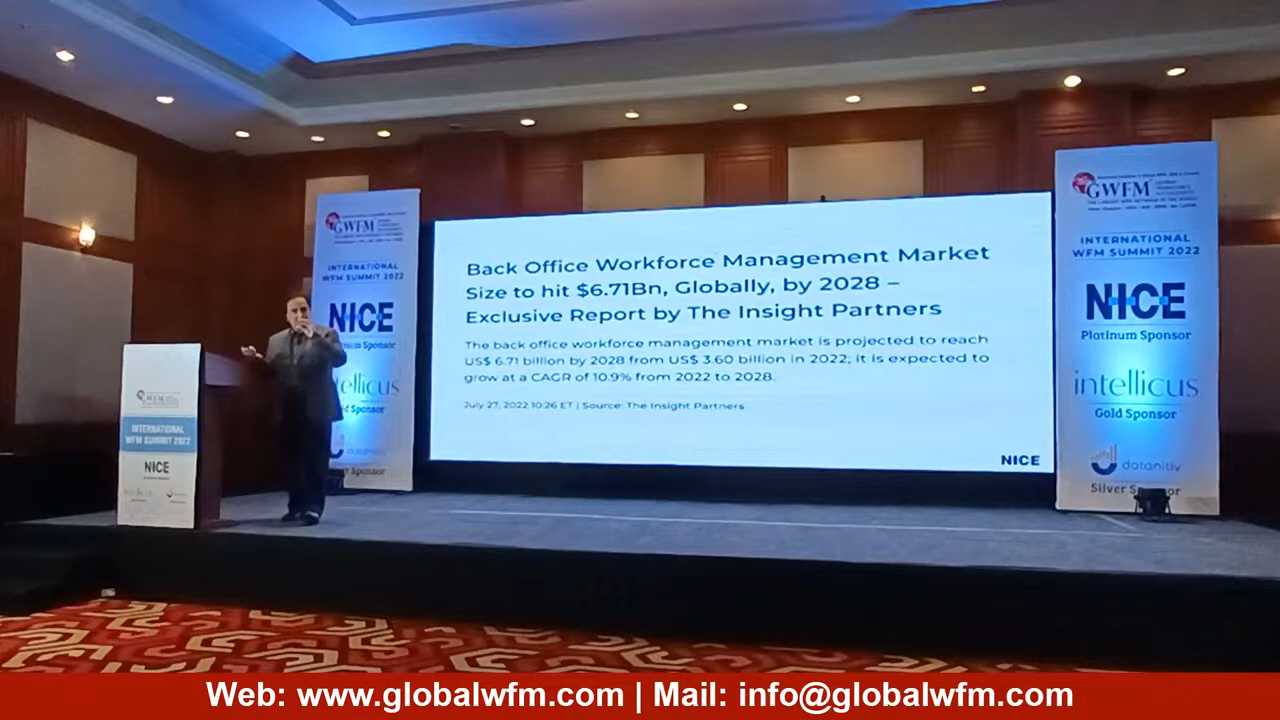 GWFM
INTERNATIONAL
WFM SUMMIT 2022
NICE
Sponsor
Back Office Workforce Management Market
Size to hit $6.71Bn, Globally, by 2028 –
Exclusive Report by The Insight Partners
The back office workforce management market is projected to reach
US$ 6.71 billion by 2028 from US$ 3.60 billion in 2022; it is expected to
grow at a CAGR of 10.9% from 2022 to 2028.
July 27, 2022 10:26 ET | Source: The Insight Partners
NICE
GWFM
INTERNATIONAL
WFM SUMMIT 2022
NICE
Platinum Sponsor
intellicus
Gold Sponsor
datanitiv
Silver
INTERNATIONAL
WFM SUMMIT 2022
NICE
Web: www.globalwfm.com | Mail: info@globalwfm.com